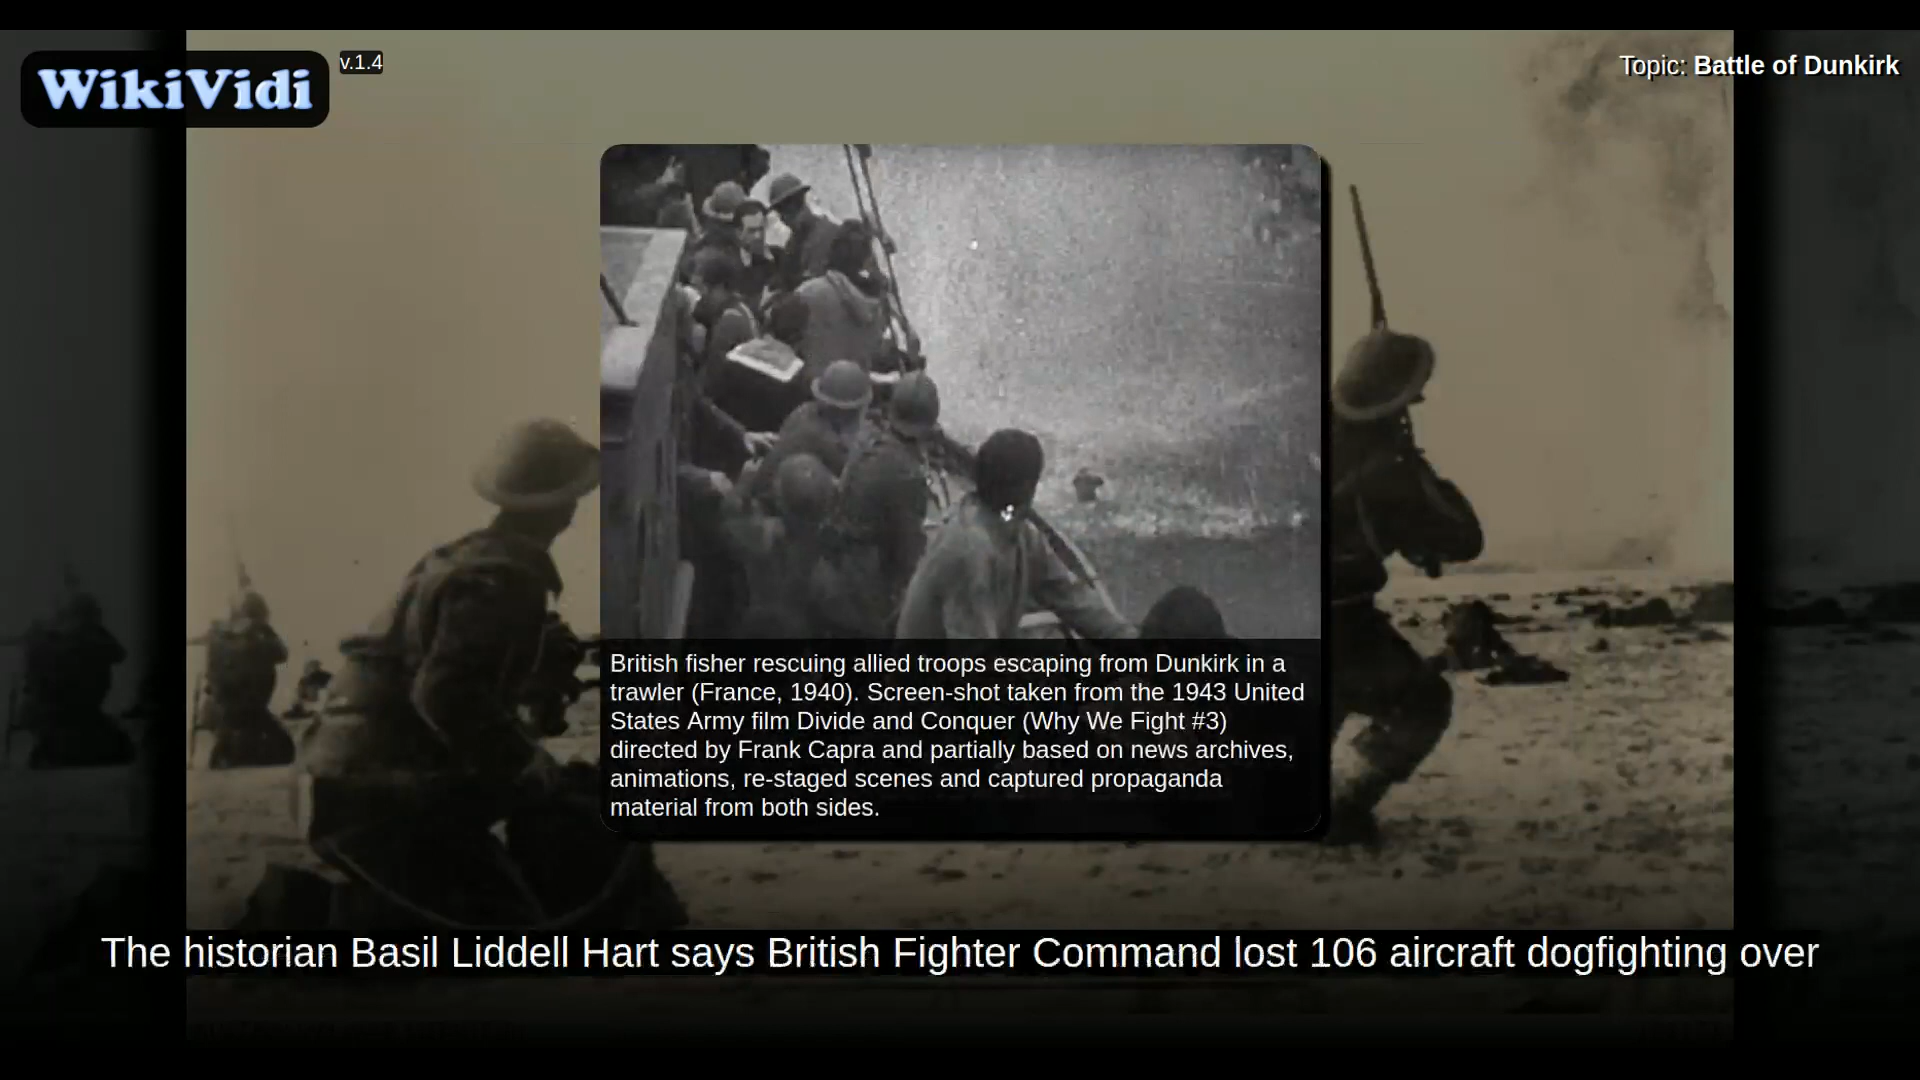 WikiVidi
v.1.4
Topic: Battle of Dunkirk
British fisher rescuing allied troops escaping from Dunkirk in a
trawler (France, 1940). Screen-shot taken from the 1943 United
States Army film Divide and Conquer (Why We Fight #3)
directed by Frank Capra and partially based on news archives,
animations, re-staged scenes and captured propaganda
material from both sides.
The historian Basil Liddell Hart says British Fighter Command lost 106 aircraft dogfighting over